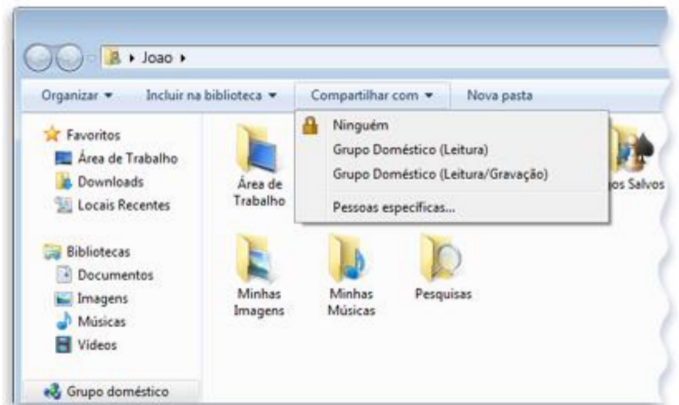 Joao
Organizar
Incluir na biblioteca
Compartilhar com
Nova pasta
Ninguém
Grupo Doméstico (Leitura)
Grupo Doméstico (Leitura/Gravação)
Pessoas específicas...
Favoritos
Área de Trabalho
Downloads
Locais Recentes
Bibliotecas
Documentos
Imagens
Músicas
Vídeos
Grupo doméstico
Área de
Trabalho
os Salvos
Minhas
Imagens
Minhas
Músicas
Pesquisas